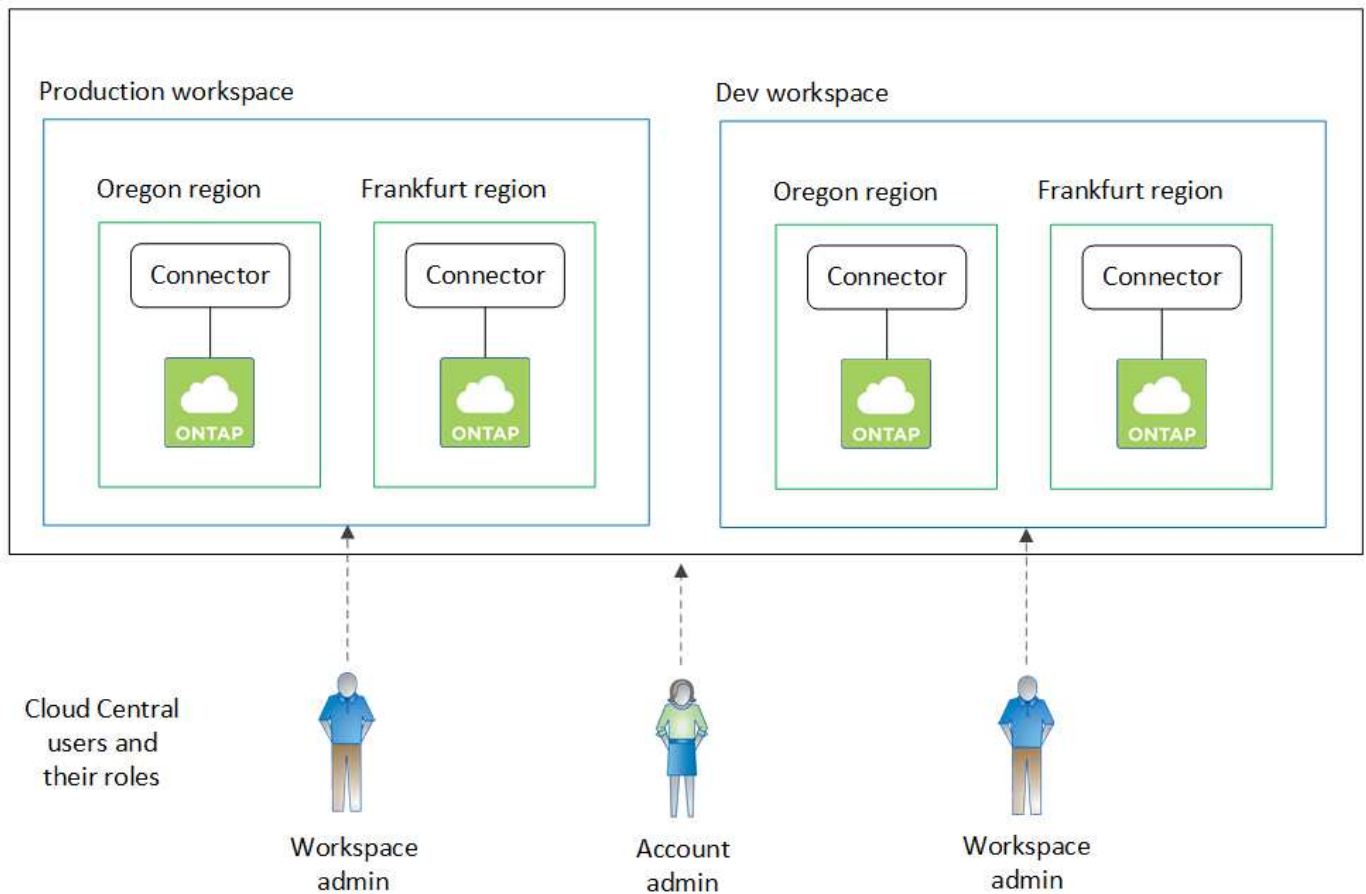 Production workspace
Dev workspace
Oregon region
Frankfurt region
Oregon region
Frankfurt region
Connector
Connector
Connector
Connector
ONTAP
ONTAP
ONTAP
ONTAP
Cloud Central
users and
their roles
Workspace
admin
Account
admin
Workspace
admin